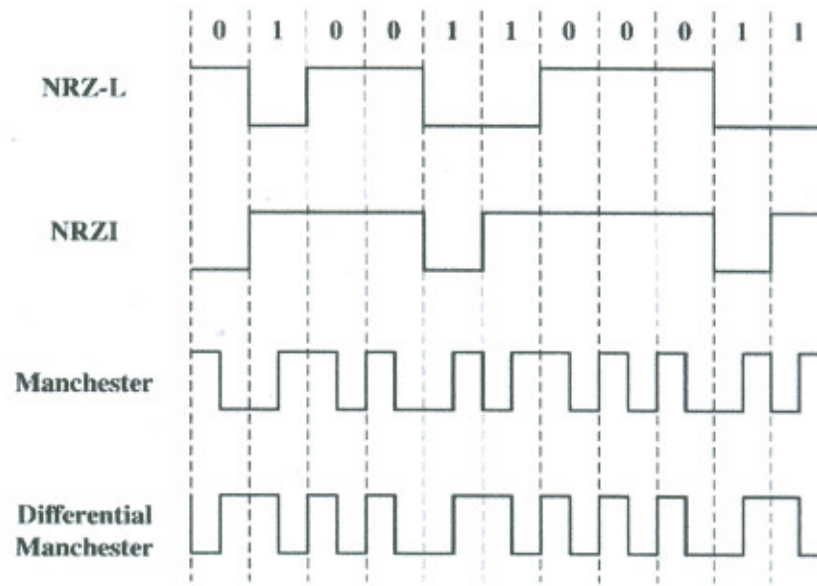 0 1 0 0 1 1 0 0 0 1 1
NRZ-L
NRZI
Manchester
Differential
Manchester